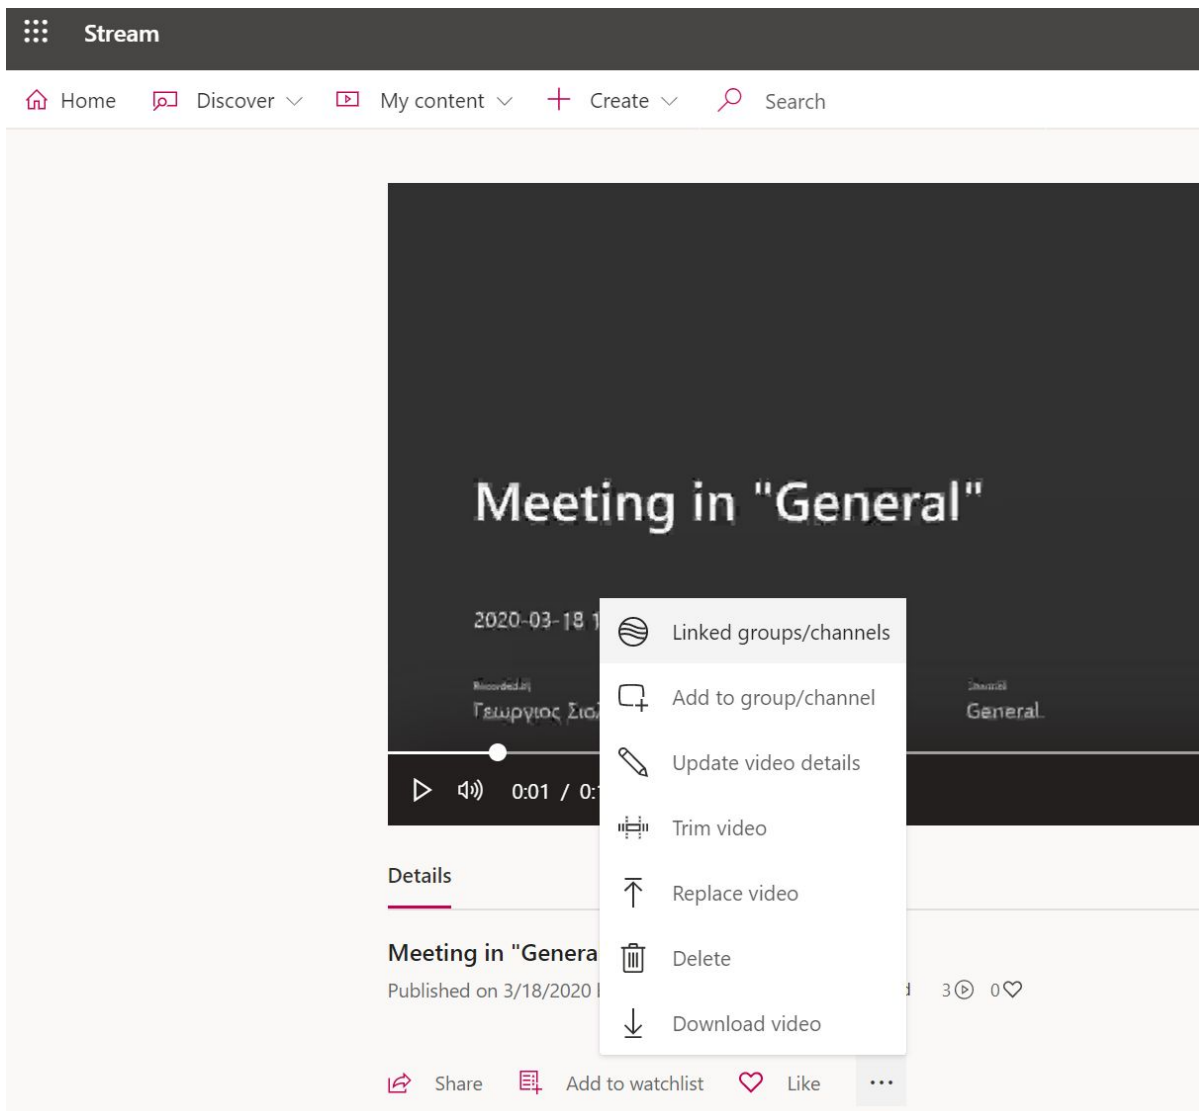 Stream
Home Discover My content Create Search
Meeting in "General"
2020-03-18 1
Linked groups/channels
Recorded by
Γεωργιος Σιο
General
Add to group/channel
Update video details
0:01 / 0:
Trim video
Details
Replace video
Meeting in "Genera
Delete
Published on 3/18/2020
3 0
Download video
Share Add to watchlist Like ...